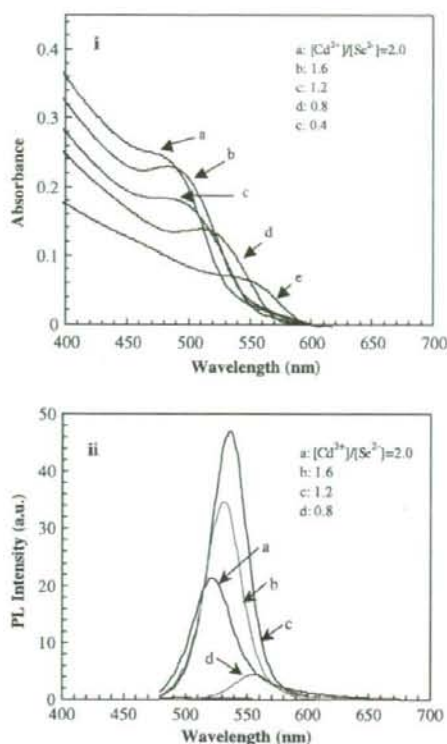 i
a: [Cd²⁺]/[Se²⁻]=2.0
b: 1.6
c: 1.2
d: 0.8
e: 0.4
0.4
0.3
0.2
0.1
0
Absorbance
a
b
c
d
e
400 450 500 550 600 650 700
Wavelength (nm)
ii
a: [Cd²⁺]/[Se²⁻]=2.0
b: 1.6
c: 1.2
d: 0.8
50
40
30
20
10
0
PL Intensity (a.u.)
a
b
c
d
400 450 500 550 600 650 700
Wavelength (nm)